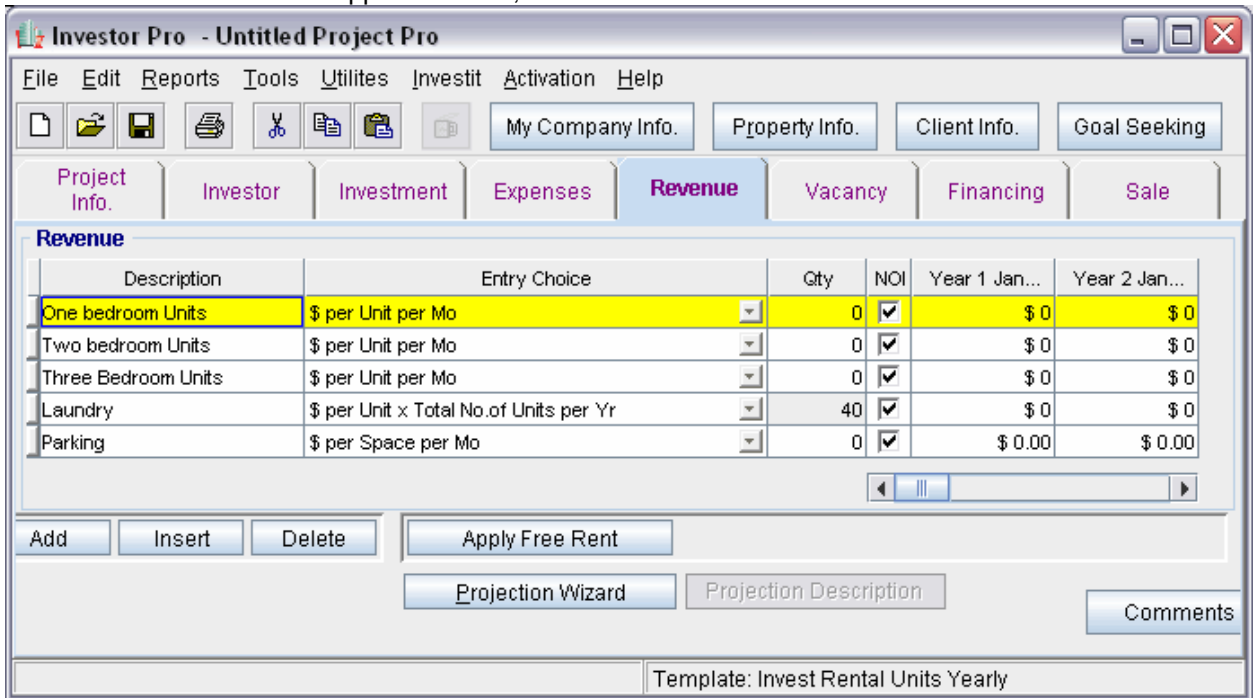 Investor Pro - Untitled Project Pro
File Edit Reports Tools Utilites Investit Activation Help
My Company Info. Property Info. Client Info. Goal Seeking
Project Info. Investor Investment Expenses Revenue Vacancy Financing Sale
Revenue
Description Entry Choice Qty NOI Year 1 Jan... Year 2 Jan...
One bedroom Units $ per Unit per Mo 0 $ 0 $ 0
Two bedroom Units $ per Unit per Mo 0 $ 0 $ 0
Three Bedroom Units $ per Unit per Mo 0 $ 0 $ 0
Laundry $ per Unit x Total No.of Units per Yr 40 $ 0 $ 0
Parking $ per Space per Mo 0 $ 0.00 $ 0.00
Add Insert Delete Apply Free Rent
Projection Wizard Projection Description
Comments
Template: Invest Rental Units Yearly